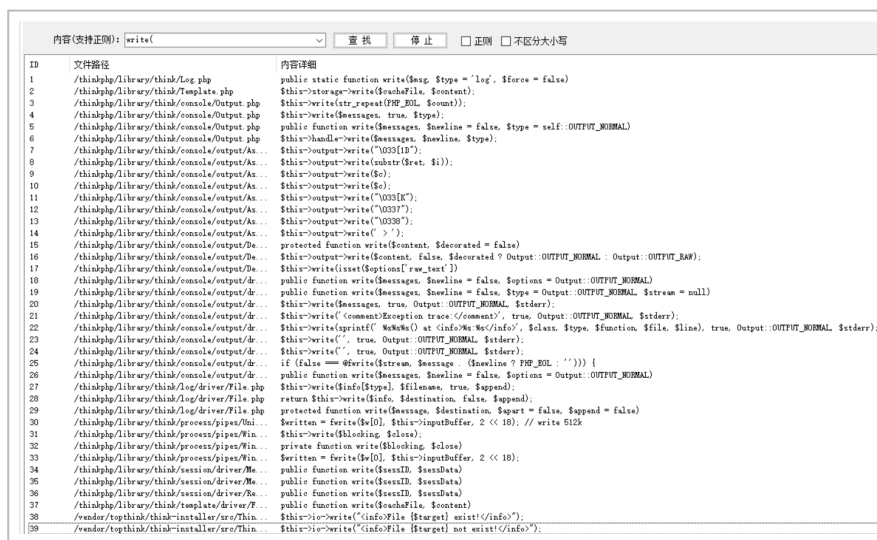 内容(支持正则): write( 查 找 停 止 正则 不区分大小写
ID 文件路径 内容详细
1 /thinkphp/library/think/Log.php public static function write($msg, $type = 'log', $force = false)
2 /thinkphp/library/think/Template.php $this->storage->write($cacheFile, $content);
3 /thinkphp/library/think/console/Output.php $this->write(str_repeat(PHP_EOL, $count));
4 /thinkphp/library/think/console/Output.php $this->write($messages, true, $type);
5 /thinkphp/library/think/console/Output.php public function write($messages, $newline = false, $type = self::OUTPUT_NORMAL)
6 /thinkphp/library/think/console/Output.php $this->handle->write($messages, $newline, $type);
7 /thinkphp/library/think/console/output/As... $this->output->write("\033[1D");
8 /thinkphp/library/think/console/output/As... $this->output->write(substr($ret, $i));
9 /thinkphp/library/think/console/output/As... $this->output->write($c);
10 /thinkphp/library/think/console/output/As... $this->output->write($c);
11 /thinkphp/library/think/console/output/As... $this->output->write("\033[K");
12 /thinkphp/library/think/console/output/As... $this->output->write("\0337");
13 /thinkphp/library/think/console/output/As... $this->output->write("\0338");
14 /thinkphp/library/think/console/output/As... $this->output->write(' > ');
15 /thinkphp/library/think/console/output/De... protected function write($content, $decorated = false)
16 /thinkphp/library/think/console/output/De... $this->output->write($content, false, $decorated ? Output::OUTPUT_NORMAL : Output::OUTPUT_RAW);
17 /thinkphp/library/think/console/output/De... $this->write(isset($options['raw_text'])
18 /thinkphp/library/think/console/output/dr... public function write($messages, $newline = false, $options = Output::OUTPUT_NORMAL)
19 /thinkphp/library/think/console/output/dr... public function write($messages, $newline = false, $type = Output::OUTPUT_NORMAL, $stream = null)
20 /thinkphp/library/think/console/output/dr... $this->write($messages, true, Output::OUTPUT_NORMAL, $stderr);
21 /thinkphp/library/think/console/output/dr... $this->write('<comment>Exception trace:</comment>', true, Output::OUTPUT_NORMAL, $stderr);
22 /thinkphp/library/think/console/output/dr... $this->write(sprintf(' %s%s%s() at <info>%s:%s</info>', $class, $type, $function, $file, $line), true, Output::OUTPUT_NORMAL, $stderr);
23 /thinkphp/library/think/console/output/dr... $this->write('', true, Output::OUTPUT_NORMAL, $stderr);
24 /thinkphp/library/think/console/output/dr... $this->write('', true, Output::OUTPUT_NORMAL, $stderr);
25 /thinkphp/library/think/console/output/dr... if (false === @fwrite($stream, $message . ($newline ? PHP_EOL : ''))) {
26 /thinkphp/library/think/console/output/dr... public function write($messages, $newline = false, $options = Output::OUTPUT_NORMAL)
27 /thinkphp/library/think/log/driver/File.php $this->write($info[$type], $filename, true, $append);
28 /thinkphp/library/think/log/driver/File.php return $this->write($info, $destination, false, $append);
29 /thinkphp/library/think/log/driver/File.php protected function write($message, $destination, $apart = false, $append = false)
30 /thinkphp/library/think/process/pipes/Uni... $written = fwrite($w[0], $this->inputBuffer, 2 << 18); // write 512k
31 /thinkphp/library/think/process/pipes/Win... $this->write($blocking, $close);
32 /thinkphp/library/think/process/pipes/Win... private function write($blocking, $close)
33 /thinkphp/library/think/process/pipes/Win... $written = fwrite($w[0], $this->inputBuffer, 2 << 18);
34 /thinkphp/library/think/session/driver/Me... public function write($sessID, $sessData)
35 /thinkphp/library/think/session/driver/Me... public function write($sessID, $sessData)
36 /thinkphp/library/think/session/driver/Re... public function write($sessID, $sessData)
37 /thinkphp/library/think/template/driver/F... public function write($cacheFile, $content)
38 /vendor/topthink/think-installer/src/Thin... $this->io->write("<info>File {$target} exist!</info>");
39 /vendor/topthink/think-installer/src/Thin... $this->io->write("<info>File {$target} not exist!</info>");